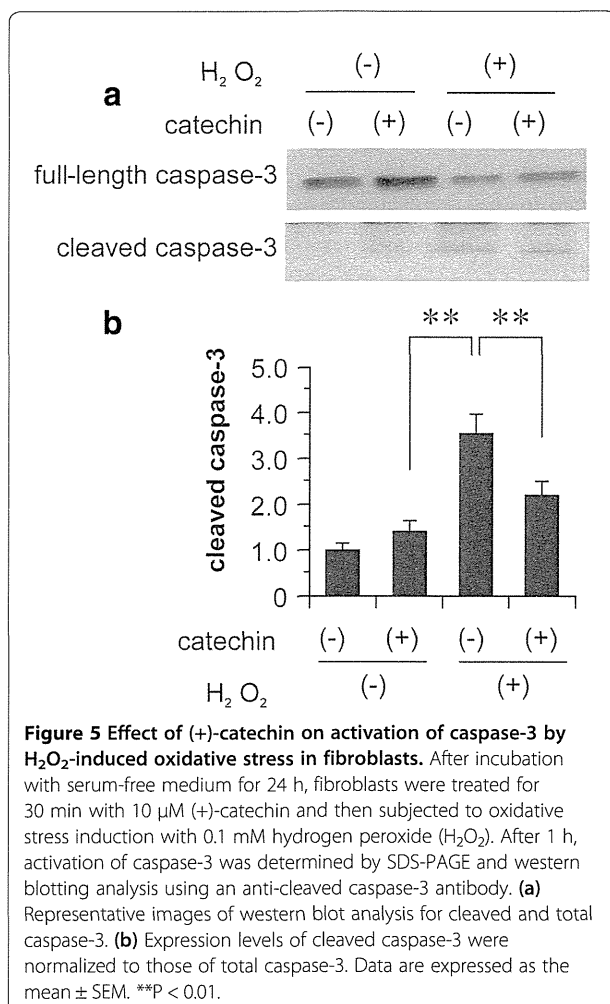 H₂ O₂ (-) (+)
a
catechin (-) (+) (-) (+)
full-length caspase-3
cleaved caspase-3
b
** **
cleaved caspase-3
5.0
4.0
3.0
2.0
1.0
0
catechin (-) (+) (-) (+)
H₂ O₂ (-) (+)
Figure 5 Effect of (+)-catechin on activation of caspase-3 by
H₂O₂-induced oxidative stress in fibroblasts. After incubation
with serum-free medium for 24 h, fibroblasts were treated for
30 min with 10 μM (+)-catechin and then subjected to oxidative
stress induction with 0.1 mM hydrogen peroxide (H₂O₂). After 1 h,
activation of caspase-3 was determined by SDS-PAGE and western
blotting analysis using an anti-cleaved caspase-3 antibody. (a)
Representative images of western blot analysis for cleaved and total
caspase-3. (b) Expression levels of cleaved caspase-3 were
normalized to those of total caspase-3. Data are expressed as the
mean ± SEM. **P < 0.01.